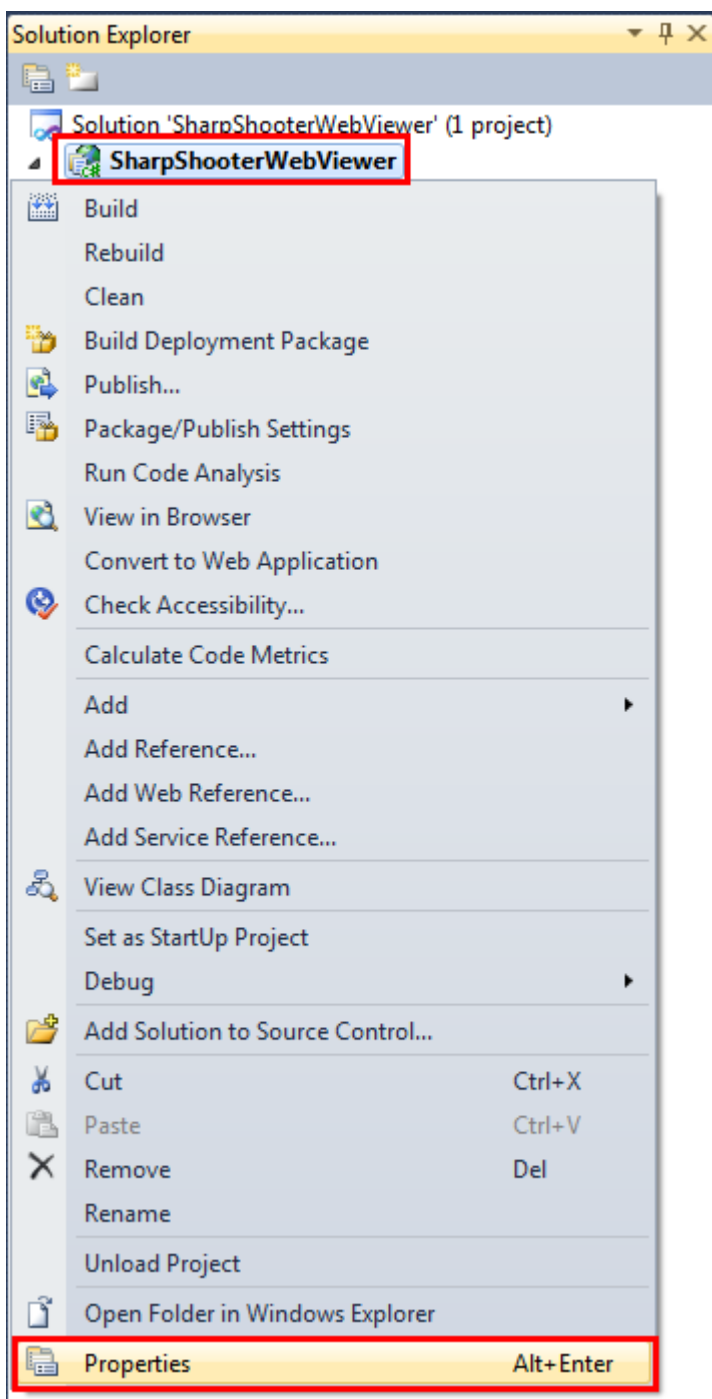 Solution Explorer
Solution 'SharpShooterWebViewer' (1 project)
SharpShooterWebViewer
Build
Rebuild
Clean
Build Deployment Package
Publish...
Package/Publish Settings
Run Code Analysis
View in Browser
Convert to Web Application
Check Accessibility...
Calculate Code Metrics
Add
Add Reference...
Add Web Reference...
Add Service Reference...
View Class Diagram
Set as StartUp Project
Debug
Add Solution to Source Control...
Cut Ctrl+X
Paste Ctrl+V
Remove Del
Rename
Unload Project
Open Folder in Windows Explorer
Properties Alt+Enter